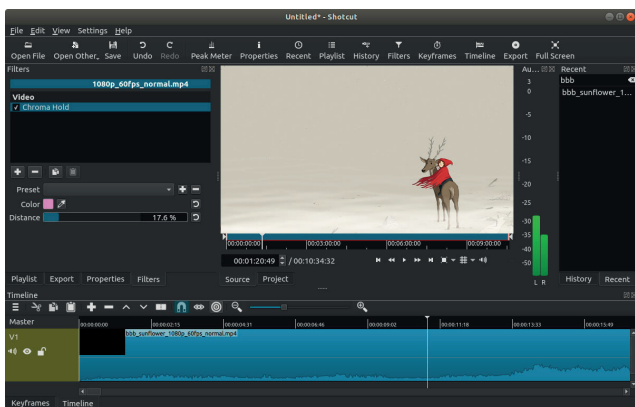 Untitled* - Shotcut
File Edit View Settings Help
Open File Open Other.. Save Undo Redo Peak Meter Properties Recent Playlist History Filters Keyframes Timeline Export Full Screen
Filters
1080p_60fps_normal.mp4
Video
Chroma Hold
Preset
Color
Distance 17.6 %
Playlist Export Properties Filters
00:00:00:00 00:03:00:00 00:06:00:00 00:09:00:00
00:01:20:49 / 00:10:34:32
Source Project
Au...
3
0
-5
-10
-15
-20
-25
-30
-35
-40
-50
L R
Recent
bbb
bbb_sunflower_1...
History Recent
Timeline
Master
00:00:00:00 00:00:02:15 00:00:04:31 00:00:06:46 00:00:11:18 00:00:13:33 00:00:15:49
V1
bbb_sunflower_1080p_60fps_normal.mp4
Keyframes Timeline